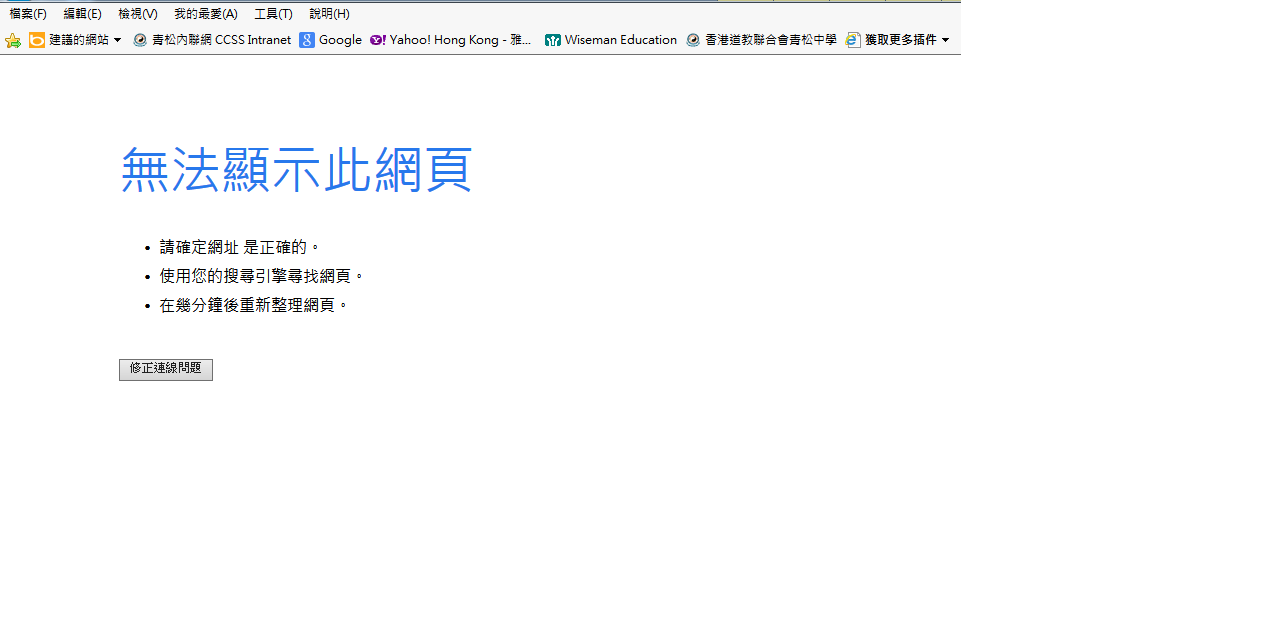 檔案(F) 編輯(E) 檢視(V) 我的最愛(A) 工具(T) 說明(H)
建議的網站 青松內聯網 CCSS Intranet Google Yahoo! Hong Kong - 雅... Wiseman Education 香港道教聯合會青松中學 獲取更多插件
無法顯示此網頁
• 請確定網址 是正確的。
• 使用您的搜尋引擎尋找網頁。
• 在幾分鐘後重新整理網頁。
修正連線問題